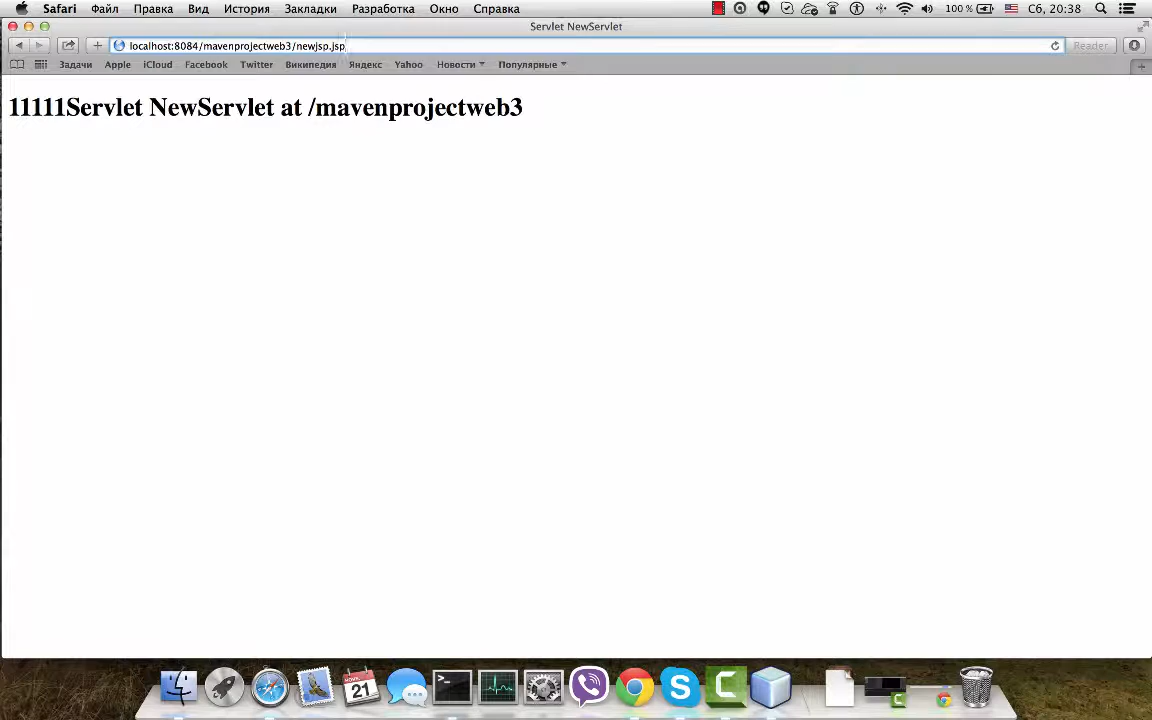 Safari Файл Правка Вид История Закладки Разработка Окно Справка 100 % Сб, 20:38
Servlet NewServlet
localhost:8084/mavenprojectweb3/newjsp.jsp Reader
Задачи Apple iCloud Facebook Twitter Википедия Яндекс Yahoo Новости Популярные
11111Servlet NewServlet at /mavenprojectweb3
21